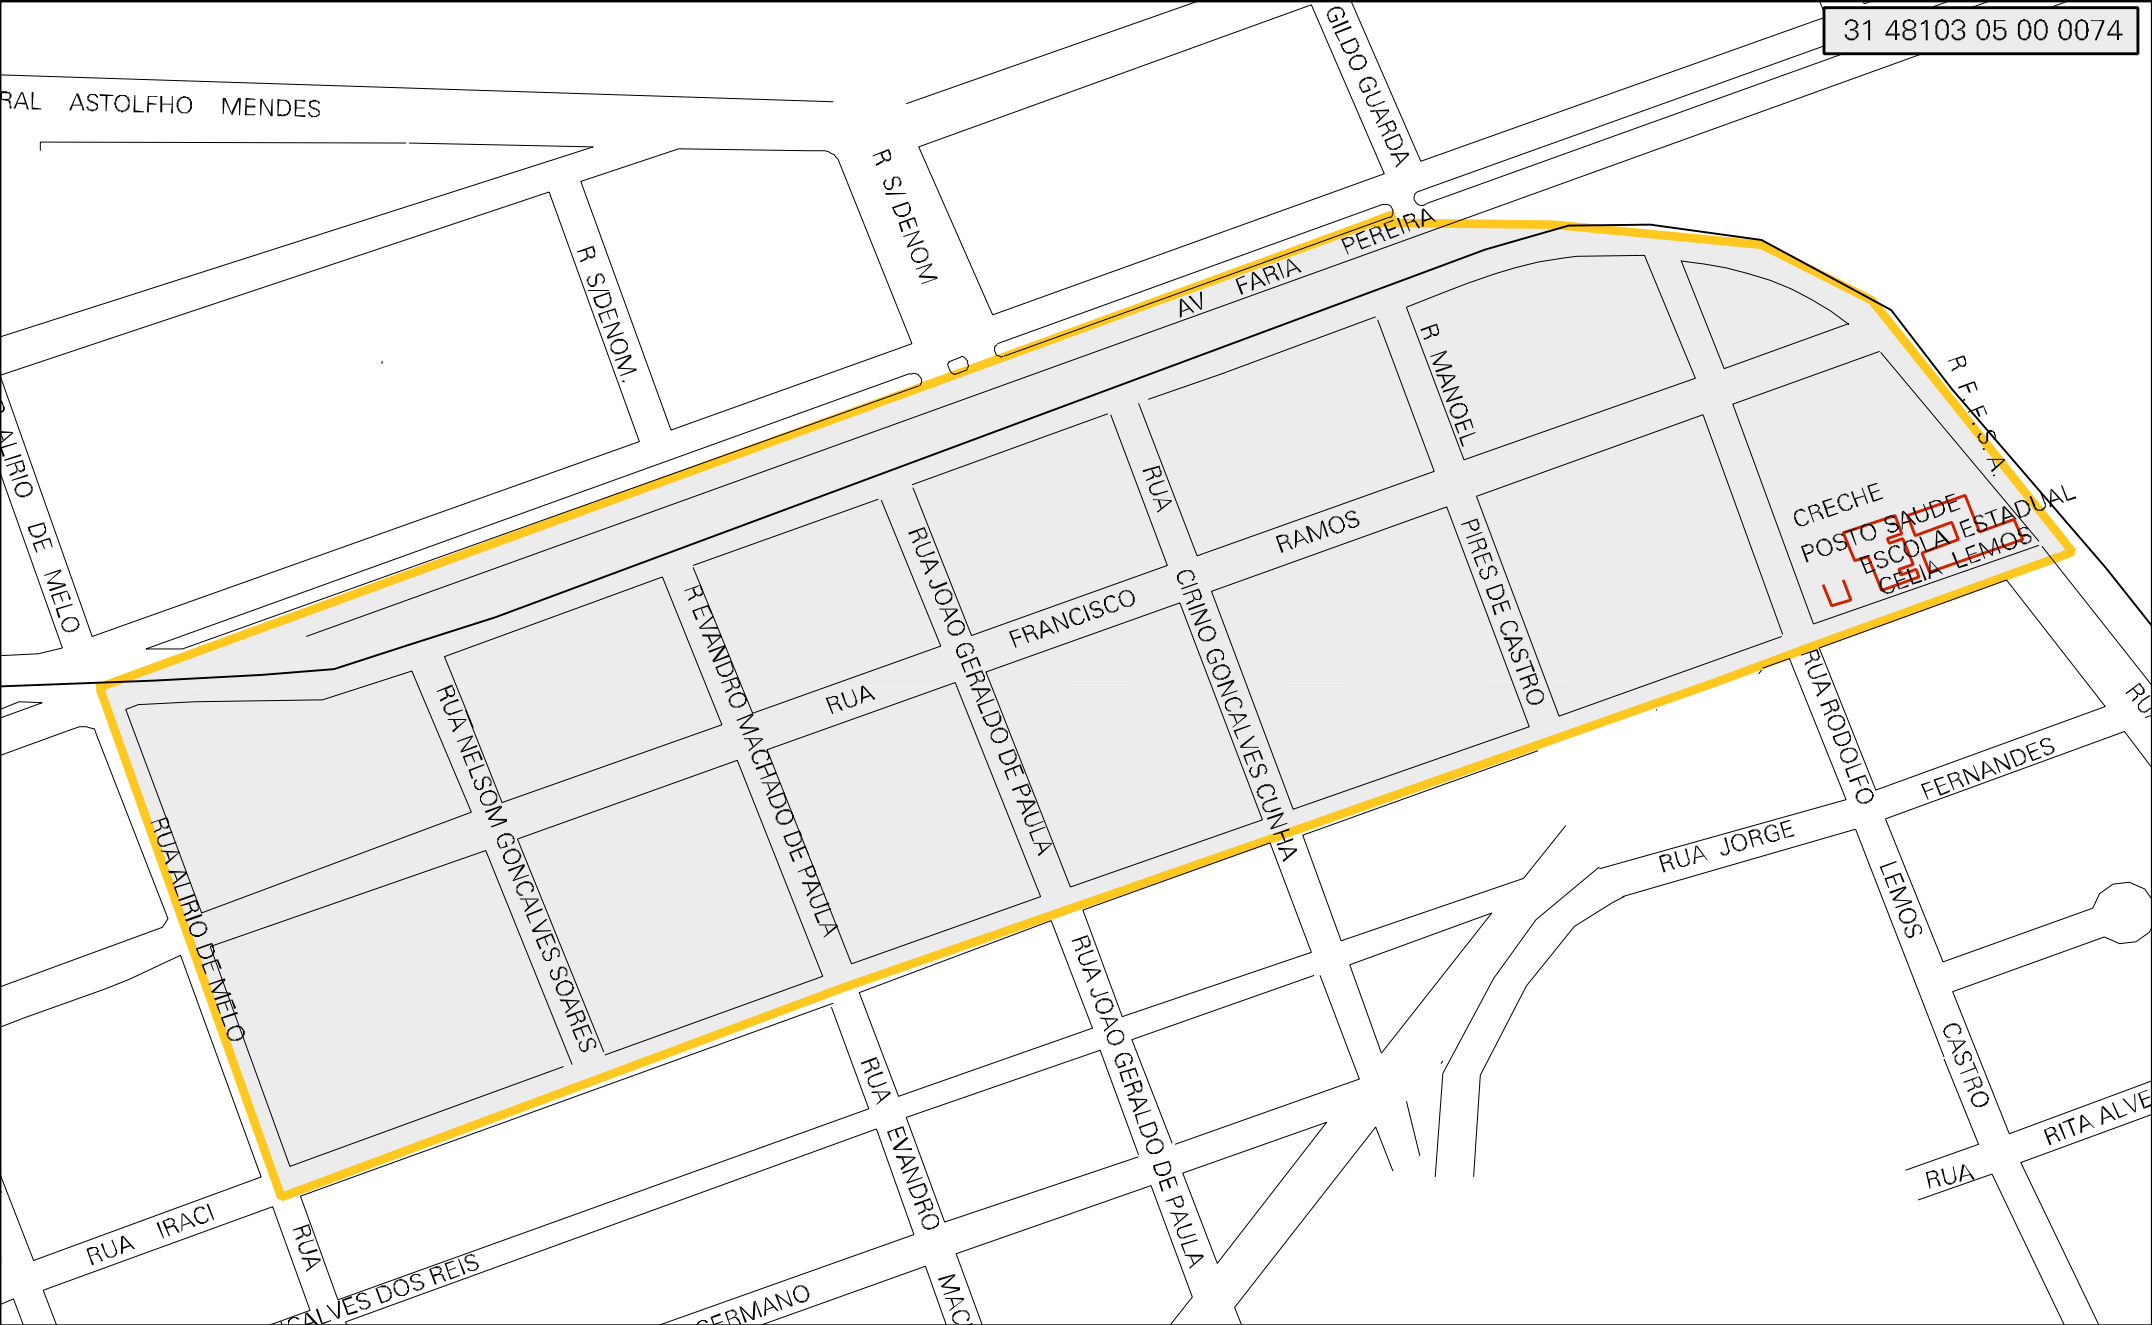 31 48103 05 00 0074
RAL ASTOLFHO MENDES
GILDO GUARDA
R S/DENOM
R S/DENOM.
AV FARIA PEREIRA
ALIRIO DE MELO
R MANOEL
PIRES DE CASTRO
R. F. F. S. A.
CRECHE
POSTO SAUDE
ESCOLA ESTADUAL
CELIA LEMOS
RUA FRANCISCO RAMOS
RUA CIRINO GONCALVES CUNHA
RUA JOAO GERALDO DE PAULA
R EVANDRO MACHADO DE PAULA
RUA NELSOM GONCALVES SOARES
RUA ALIRIO DE MELO
RUA RODOLFO LEMOS CASTRO
RUA JORGE FERNANDES
RUA JOAO GERALDO DE PAULA
RUA EVANDRO MAC
RUA RITA ALVE
RUA IRACI
RUA
CALVES DOS REIS
GERMANO
RU